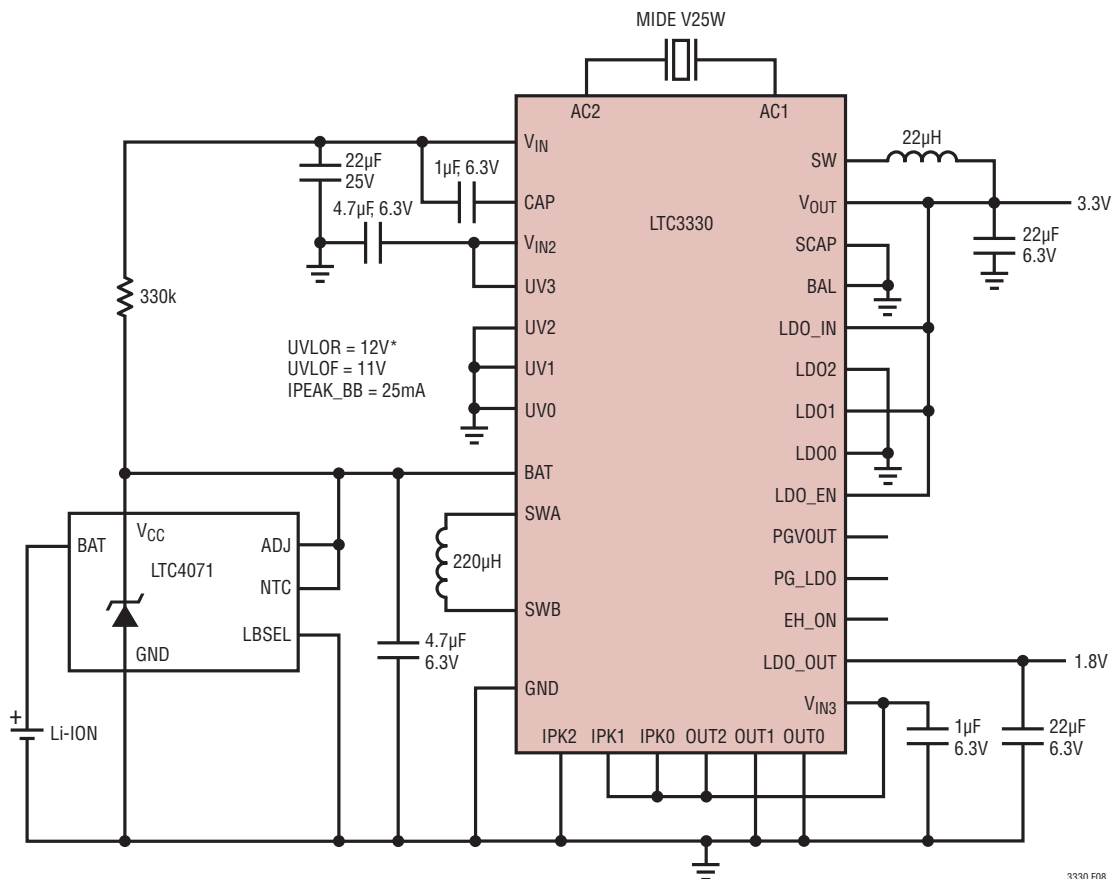 MIDE V25W
AC2
AC1
V_IN
22µF
25V
1µF, 6.3V
CAP
4.7µF, 6.3V
V_IN2
UV3
UV2
UV1
UV0
330k
UVLOR = 12V*
UVLOF = 11V
IPEAK_BB = 25mA
LTC3330
22µH
SW
V_OUT
3.3V
22µF
6.3V
SCAP
BAL
LDO_IN
LDO2
LDO1
LDO0
LDO_EN
PGVOUT
PG_LDO
EH_ON
LDO_OUT
1.8V
V_IN3
1µF
6.3V
22µF
6.3V
BAT
SWA
220µH
SWB
4.7µF
6.3V
GND
BAT
V_CC
ADJ
LTC4071
NTC
LBSEL
GND
+
Li-ION
IPK2
IPK1
IPK0
OUT2
OUT1
OUT0
3330 F08